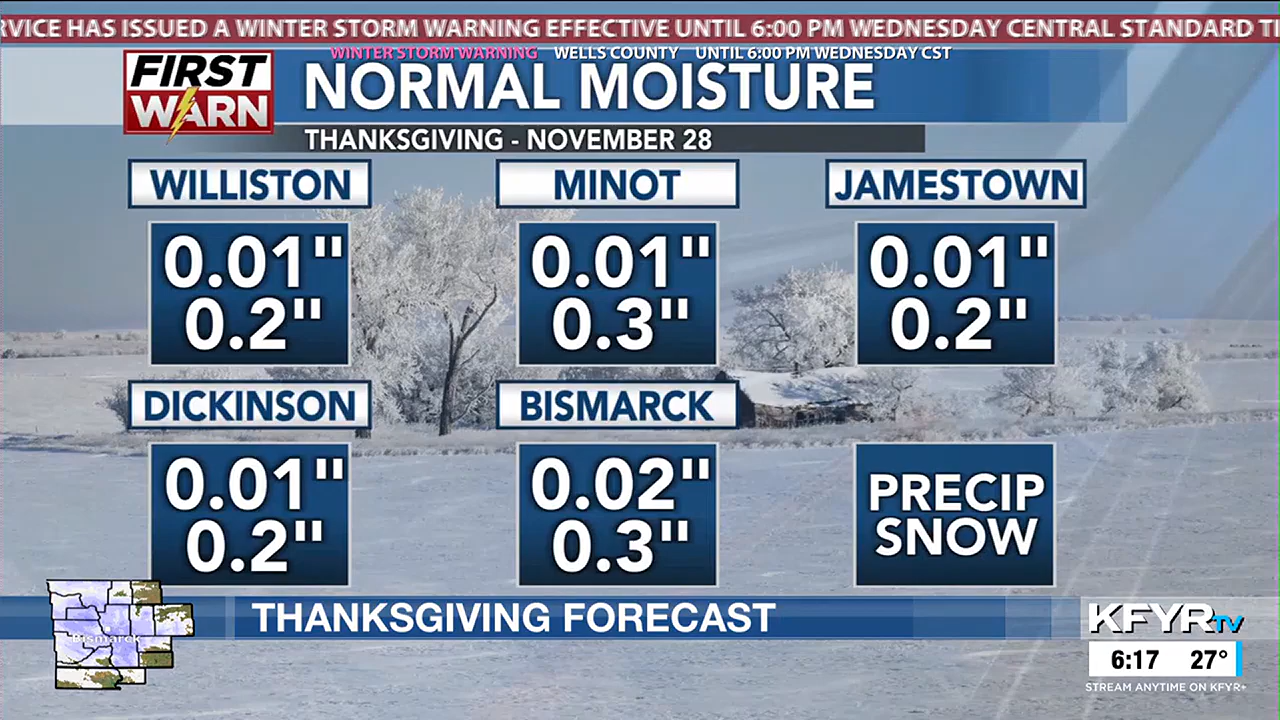 RVICE HAS ISSUED A WINTER STORM WARNING EFFECTIVE UNTIL 6:00 PM WEDNESDAY CENTRAL STANDARD TI
WINTER STORM WARNING WELLS COUNTY UNTIL 6:00 PM WEDNESDAY CST
FIRST
WARN
NORMAL MOISTURE
THANKSGIVING - NOVEMBER 28
WILLISTON
0.01"
0.2"
MINOT
0.01"
0.3"
JAMESTOWN
0.01"
0.2"
DICKINSON
0.01"
0.2"
BISMARCK
0.02"
0.3"
PRECIP
SNOW
Bismarck
THANKSGIVING FORECAST
KFYRTV
6:17 27°
STREAM ANYTIME ON KFYR+